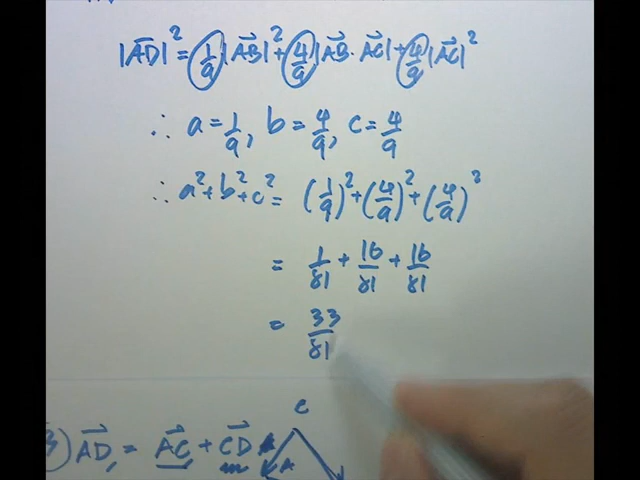 |AD⃗|² = 1/9 |AB⃗|² + 4/9 |AB⃗ · AC⃗| + 4/9 |AC⃗|²
∴ a = 1/9, b = 4/9, c = 4/9
∴ a² + b² + c² = (1/9)² + (4/9)² + (4/9)²
= 1/81 + 16/81 + 16/81
= 33/81
C
) AD⃗, = AC⃗ + CD⃗